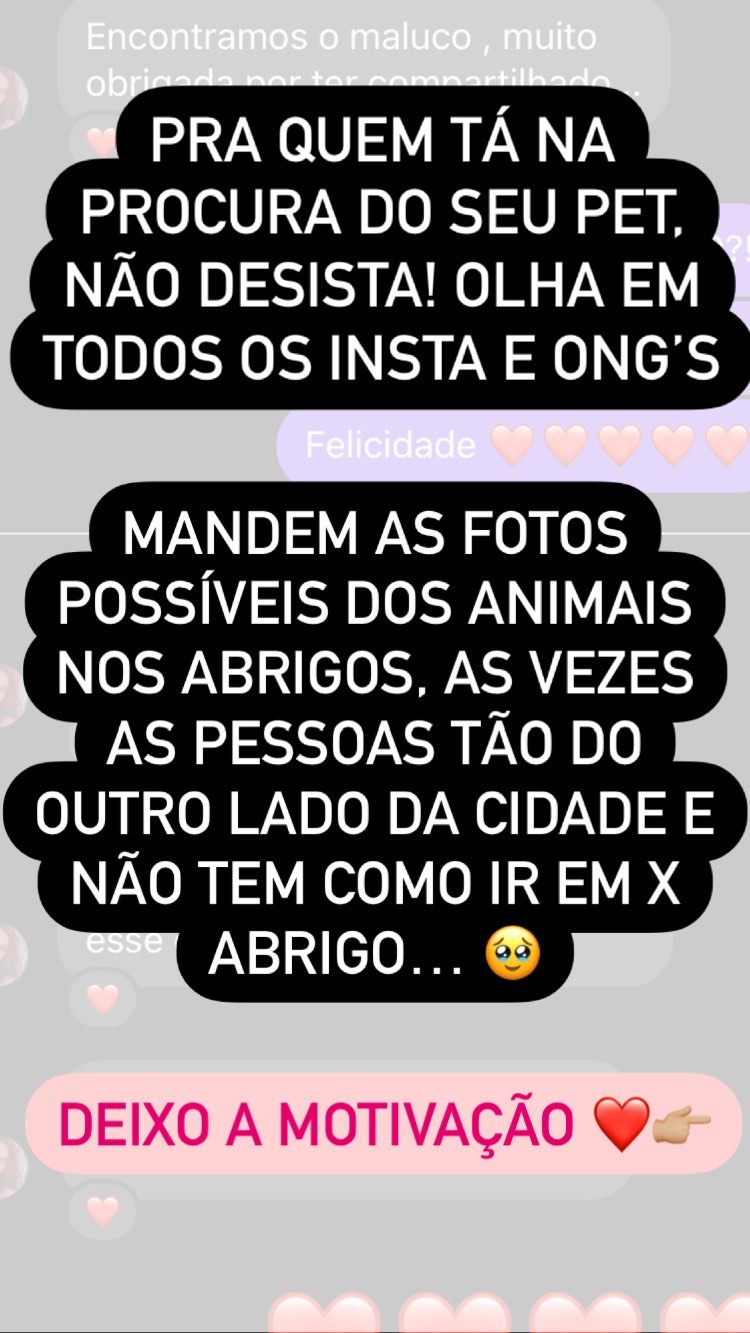 Encontramos o maluco , muito
obrigada por ter compartilhado...
PRA QUEM TÁ NA
PROCURA DO SEU PET,
NÃO DESISTA! OLHA EM
TODOS OS INSTA E ONG'S
?!
Felicidade 🩷🩷🩷🩷🩷
MANDEM AS FOTOS
POSSÍVEIS DOS ANIMAIS
NOS ABRIGOS, AS VEZES
AS PESSOAS TÃO DO
OUTRO LADO DA CIDADE E
NÃO TEM COMO IR EM X
ABRIGO... 🥹
esse
DEIXO A MOTIVAÇÃO ❤️👉🏼